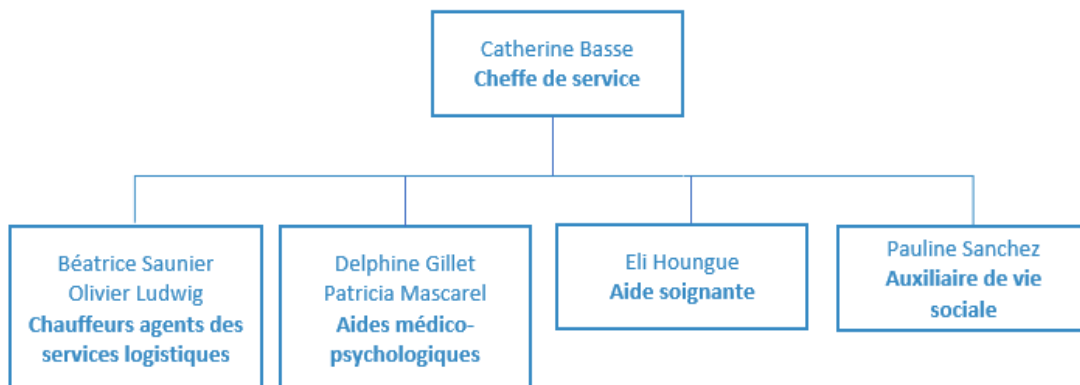 Catherine Basse
Cheffe de service
Béatrice Saunier
Olivier Ludwig
Chauffeurs agents des
services logistiques
Delphine Gillet
Patricia Mascarel
Aides médico-
psychologiques
Eli Houngue
Aide soignante
Pauline Sanchez
Auxiliaire de vie
sociale